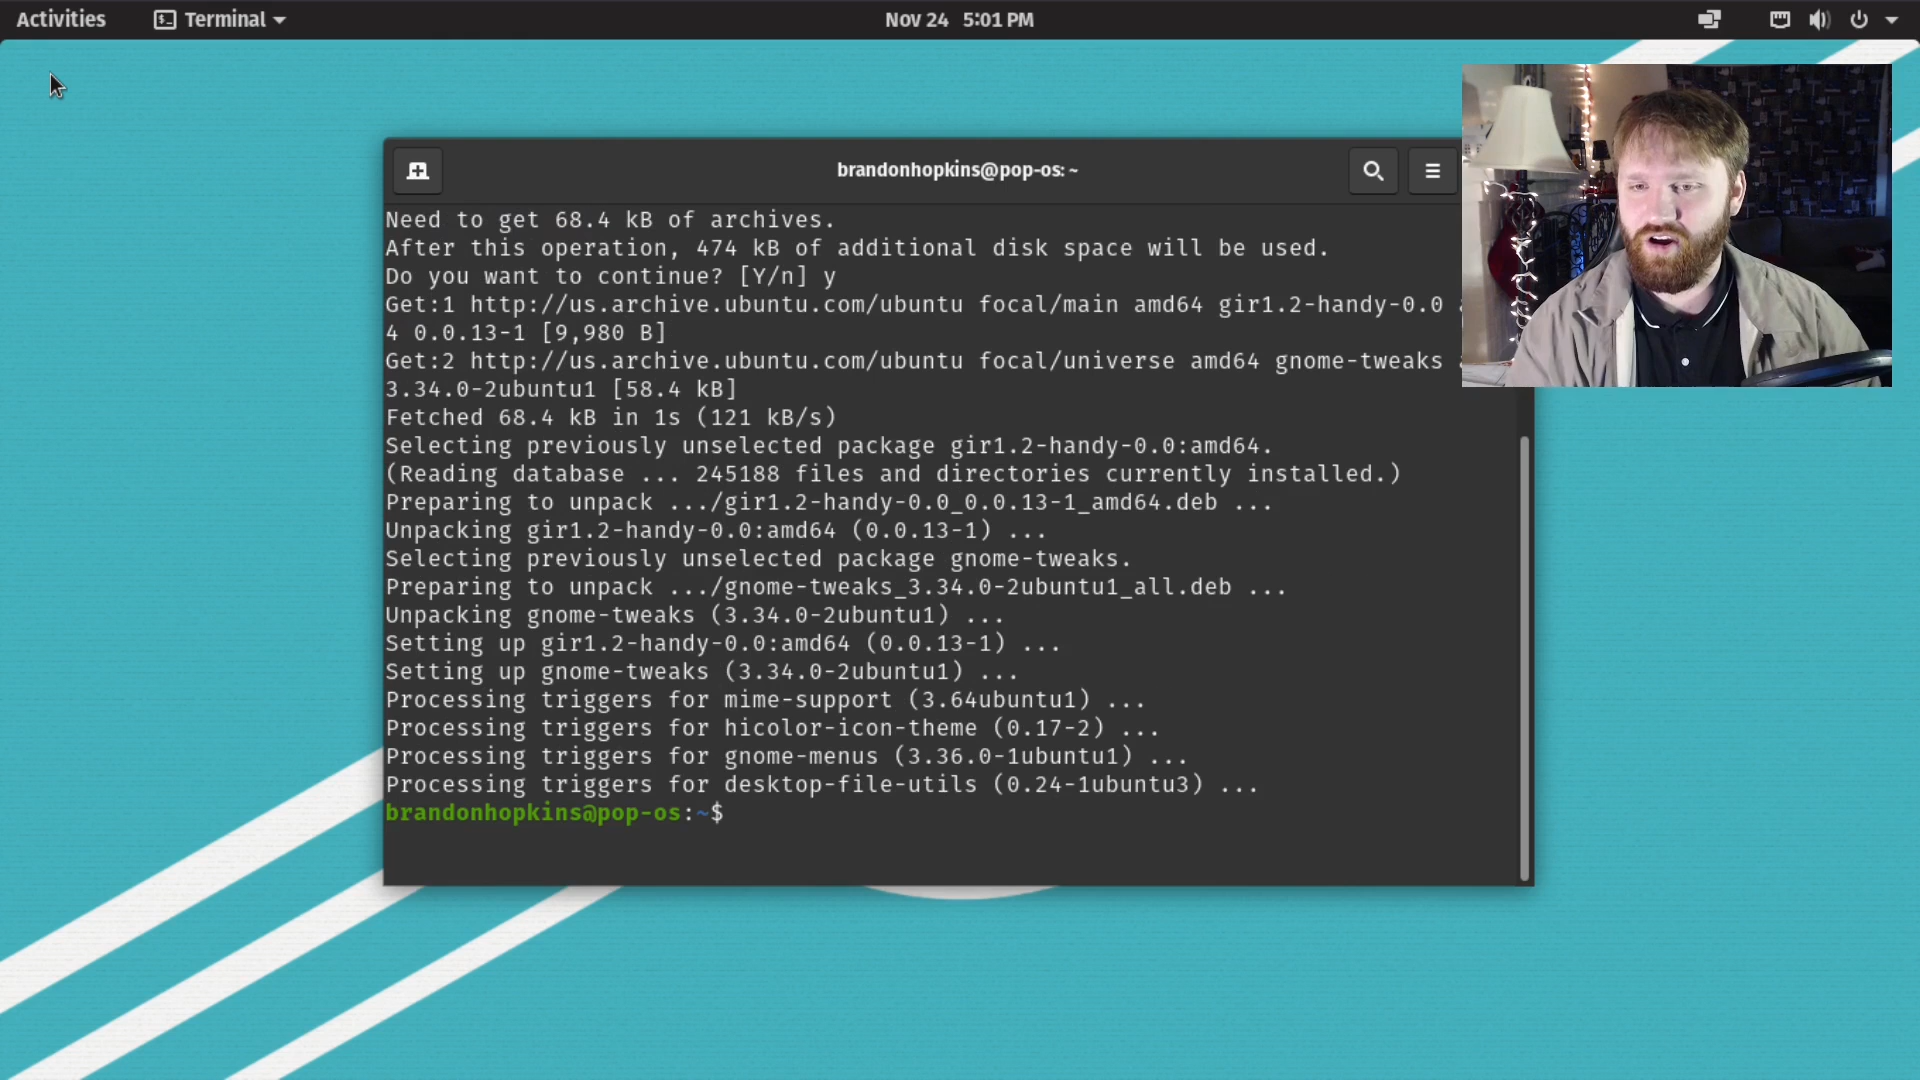 Activities Terminal Nov 24 5:01 PM
brandonhopkins@pop-os: ~
Need to get 68.4 kB of archives.
After this operation, 474 kB of additional disk space will be used.
Do you want to continue? [Y/n] y
Get:1 http://us.archive.ubuntu.com/ubuntu focal/main amd64 gir1.2-handy-0.0
4 0.0.13-1 [9,980 B]
Get:2 http://us.archive.ubuntu.com/ubuntu focal/universe amd64 gnome-tweaks
3.34.0-2ubuntu1 [58.4 kB]
Fetched 68.4 kB in 1s (121 kB/s)
Selecting previously unselected package gir1.2-handy-0.0:amd64.
(Reading database ... 245188 files and directories currently installed.)
Preparing to unpack .../gir1.2-handy-0.0_0.0.13-1_amd64.deb ...
Unpacking gir1.2-handy-0.0:amd64 (0.0.13-1) ...
Selecting previously unselected package gnome-tweaks.
Preparing to unpack .../gnome-tweaks_3.34.0-2ubuntu1_all.deb ...
Unpacking gnome-tweaks (3.34.0-2ubuntu1) ...
Setting up gir1.2-handy-0.0:amd64 (0.0.13-1) ...
Setting up gnome-tweaks (3.34.0-2ubuntu1) ...
Processing triggers for mime-support (3.64ubuntu1) ...
Processing triggers for hicolor-icon-theme (0.17-2) ...
Processing triggers for gnome-menus (3.36.0-1ubuntu1) ...
Processing triggers for desktop-file-utils (0.24-1ubuntu3) ...
brandonhopkins@pop-os:~$